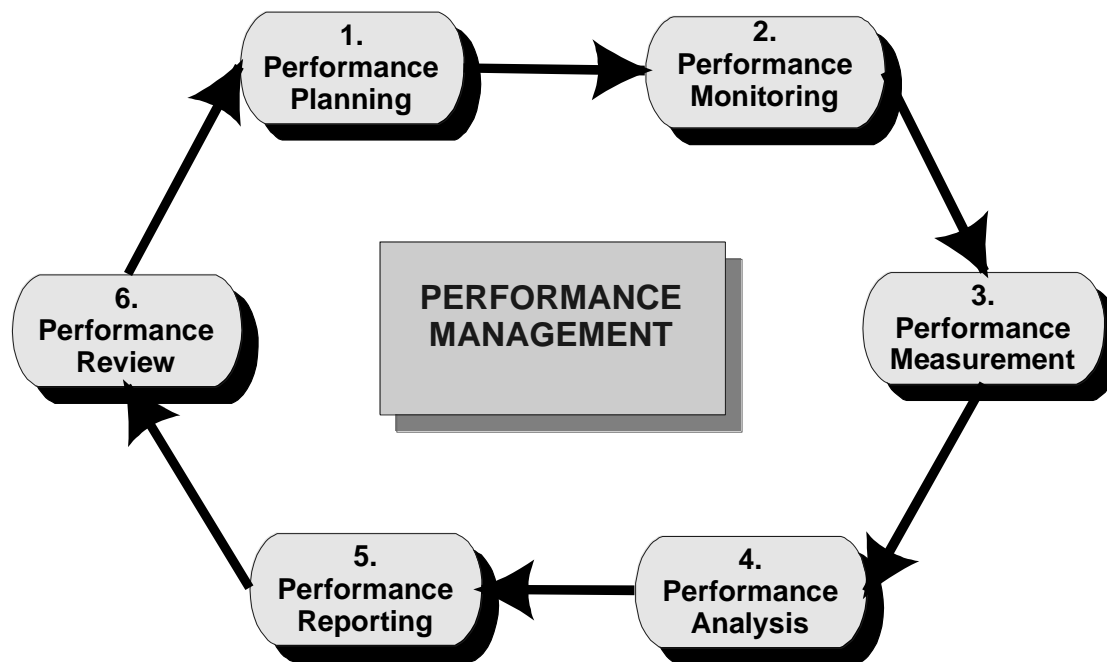 1.
Performance
Planning
2.
Performance
Monitoring
3.
Performance
Measurement
4.
Performance
Analysis
5.
Performance
Reporting
6.
Performance
Review
PERFORMANCE
MANAGEMENT